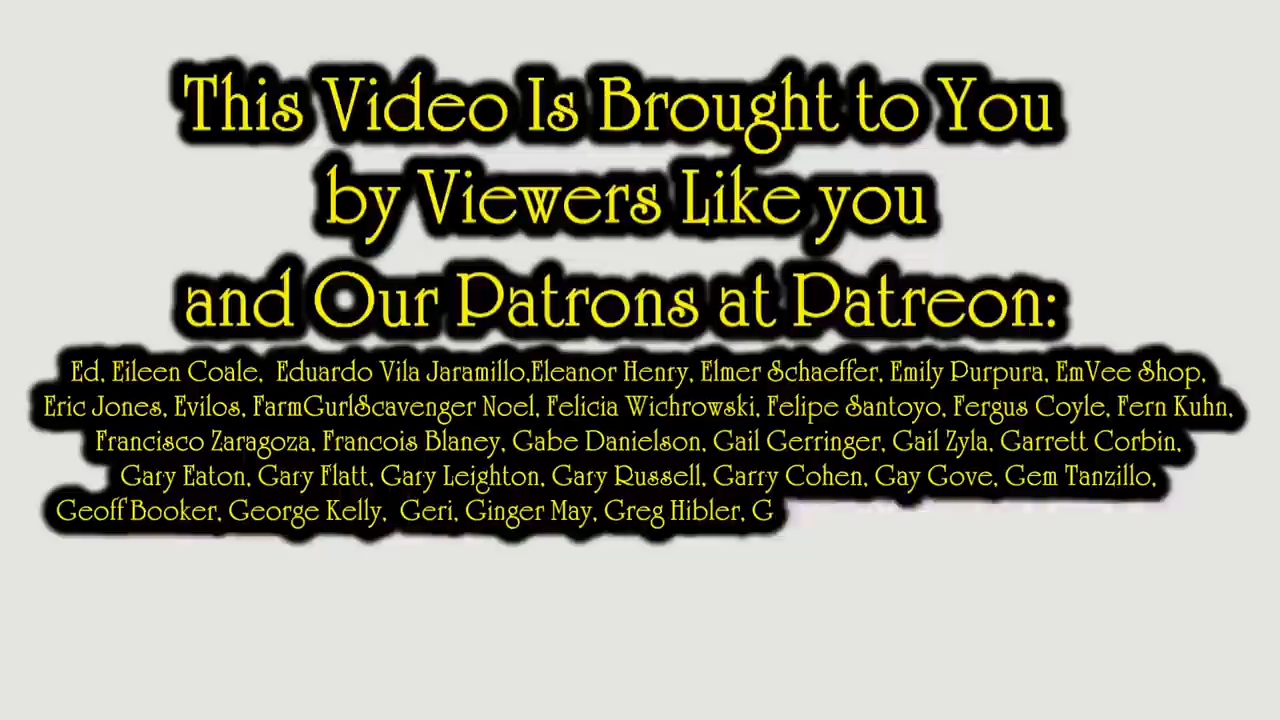 This Video Is Brought to You
by Viewers Like you
and Our Patrons at Patreon:
Ed, Eileen Coale,  Eduardo Vila Jaramillo,Eleanor Henry, Elmer Schaeffer, Emily Purpura, EmVee Shop,
Eric Jones, Evilos, FarmGurlScavenger Noel, Felicia Wichrowski, Felipe Santoyo, Fergus Coyle, Fern Kuhn,
Francisco Zaragoza, Francois Blaney, Gabe Danielson, Gail Gerringer, Gail Zyla, Garrett Corbin,
Gary Eaton, Gary Flatt, Gary Leighton, Gary Russell, Garry Cohen, Gay Gove, Gem Tanzillo,
Geoff Booker, George Kelly,  Geri, Ginger May, Greg Hibler, G